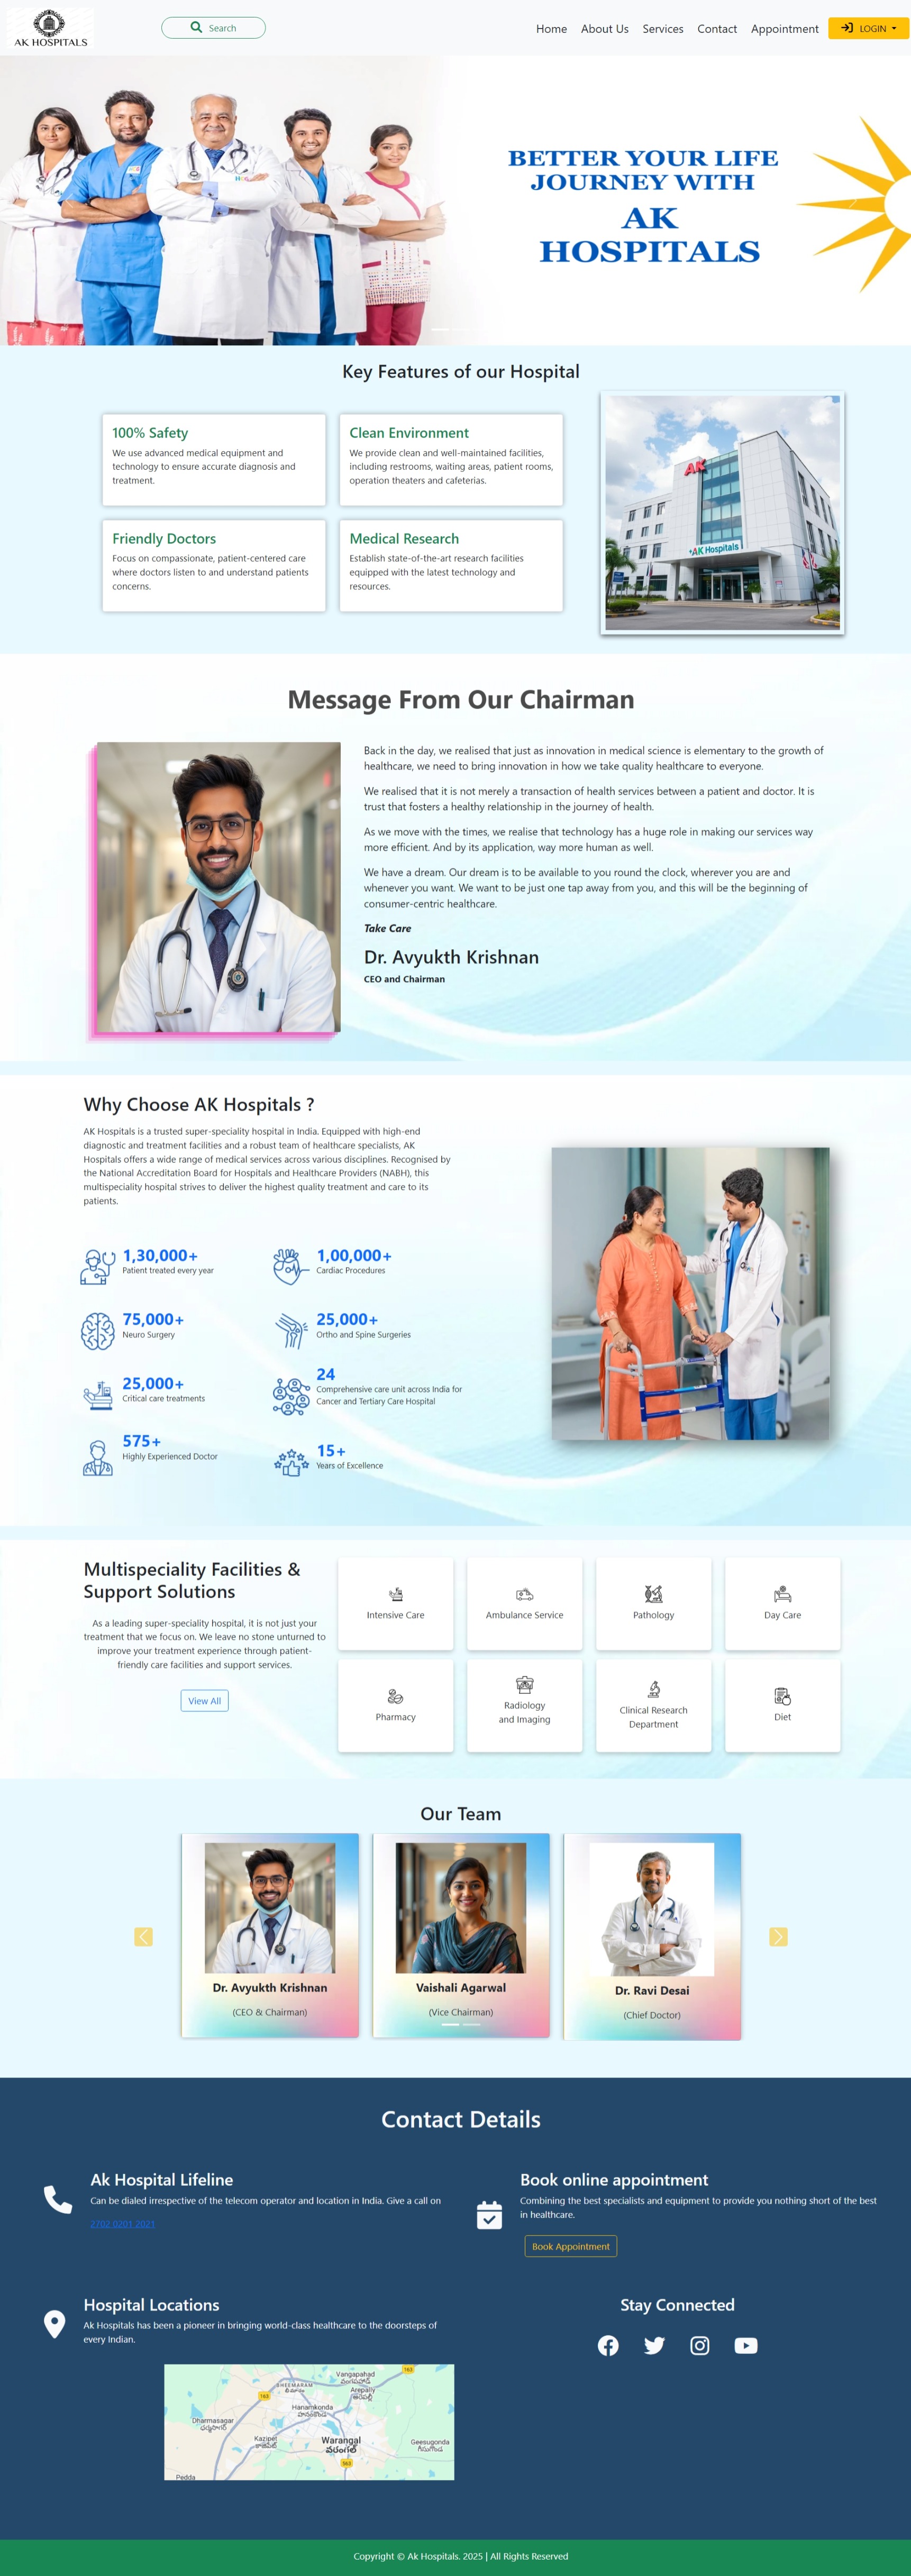 AK HOSPITALS
Search
Home About Us Services Contact Appointment LOGIN
BETTER YOUR LIFE
JOURNEY WITH
AK
HOSPITALS
Key Features of our Hospital
100% Safety
We use advanced medical equipment and
technology to ensure accurate diagnosis and
treatment.
Clean Environment
We provide clean and well-maintained facilities,
including restrooms, waiting areas, patient rooms,
operation theaters and cafeterias.
Friendly Doctors
Focus on compassionate, patient-centered care
where doctors listen to and understand patients
concerns.
Medical Research
Establish state-of-the-art research facilities
equipped with the latest technology and
resources.
AK
+AK Hospitals
Message From Our Chairman
Back in the day, we realised that just as innovation in medical science is elementary to the growth of
healthcare, we need to bring innovation in how we take quality healthcare to everyone.
We realised that it is not merely a transaction of health services between a patient and doctor. It is
trust that fosters a healthy relationship in the journey of health.
As we move with the times, we realise that technology has a huge role in making our services way
more efficient. And by its application, way more human as well.
We have a dream. Our dream is to be available to you round the clock, wherever you are and
whenever you want. We want to be just one tap away from you, and this will be the beginning of
consumer-centric healthcare.
Take Care
Dr. Avyukth Krishnan
CEO and Chairman
Why Choose AK Hospitals ?
AK Hospitals is a trusted super-speciality hospital in India. Equipped with high-end
diagnostic and treatment facilities and a robust team of healthcare specialists, AK
Hospitals offers a wide range of medical services across various disciplines. Recognised by
the National Accreditation Board for Hospitals and Healthcare Providers (NABH), this
multispeciality hospital strives to deliver the highest quality treatment and care to its
patients.
1,30,000+
Patient treated every year
1,00,000+
Cardiac Procedures
75,000+
Neuro Surgery
25,000+
Ortho and Spine Surgeries
25,000+
Critical care treatments
24
Comprehensive care unit across India for
Cancer and Tertiary Care Hospital
575+
Highly Experienced Doctor
15+
Years of Excellence
Multispeciality Facilities &
Support Solutions
As a leading super-speciality hospital, it is not just your
treatment that we focus on. We leave no stone unturned to
improve your treatment experience through patient-
friendly care facilities and support services.
View All
Intensive Care
Ambulance Service
Pathology
Day Care
Pharmacy
Radiology
and Imaging
Clinical Research
Department
Diet
Our Team
Dr. Avyukth Krishnan
(CEO & Chairman)
Vaishali Agarwal
(Vice Chairman)
Dr. Ravi Desai
(Chief Doctor)
Contact Details
Ak Hospital Lifeline
Can be dialed irrespective of the telecom operator and location in India. Give a call on
2702 0201 2021
Book online appointment
Combining the best specialists and equipment to provide you nothing short of the best
in healthcare.
Book Appointment
Hospital Locations
Ak Hospitals has been a pioneer in bringing world-class healthcare to the doorsteps of
every Indian.
Stay Connected
163
Vangapahad
వంగపహాడ్
BHEEMARAM
భీమారం
Arepally
ఆరేపల్లి
163
Hanamkonda
హనుమకొండ
Dharmasagar
ధర్మసాగర్
Kazipet
కాజీపేట్
Warangal
వరంగల్
Geesugonda
గీసుగొండ
563
Pedda
Copyright © Ak Hospitals. 2025 | All Rights Reserved